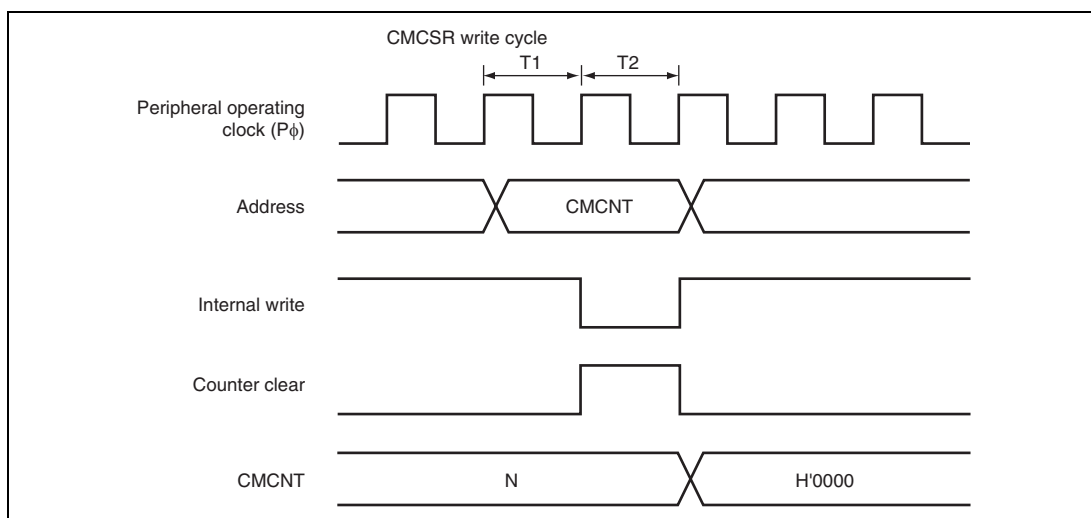 CMCSR write cycle
T1 T2
Peripheral operating
clock (Pϕ)
Address CMCNT
Internal write
Counter clear
CMCNT N H'0000